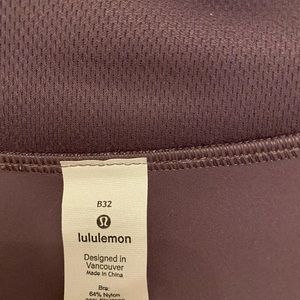 B32
lululemon
Designed in
Vancouver
Made in China
Bra:
64% Nylon